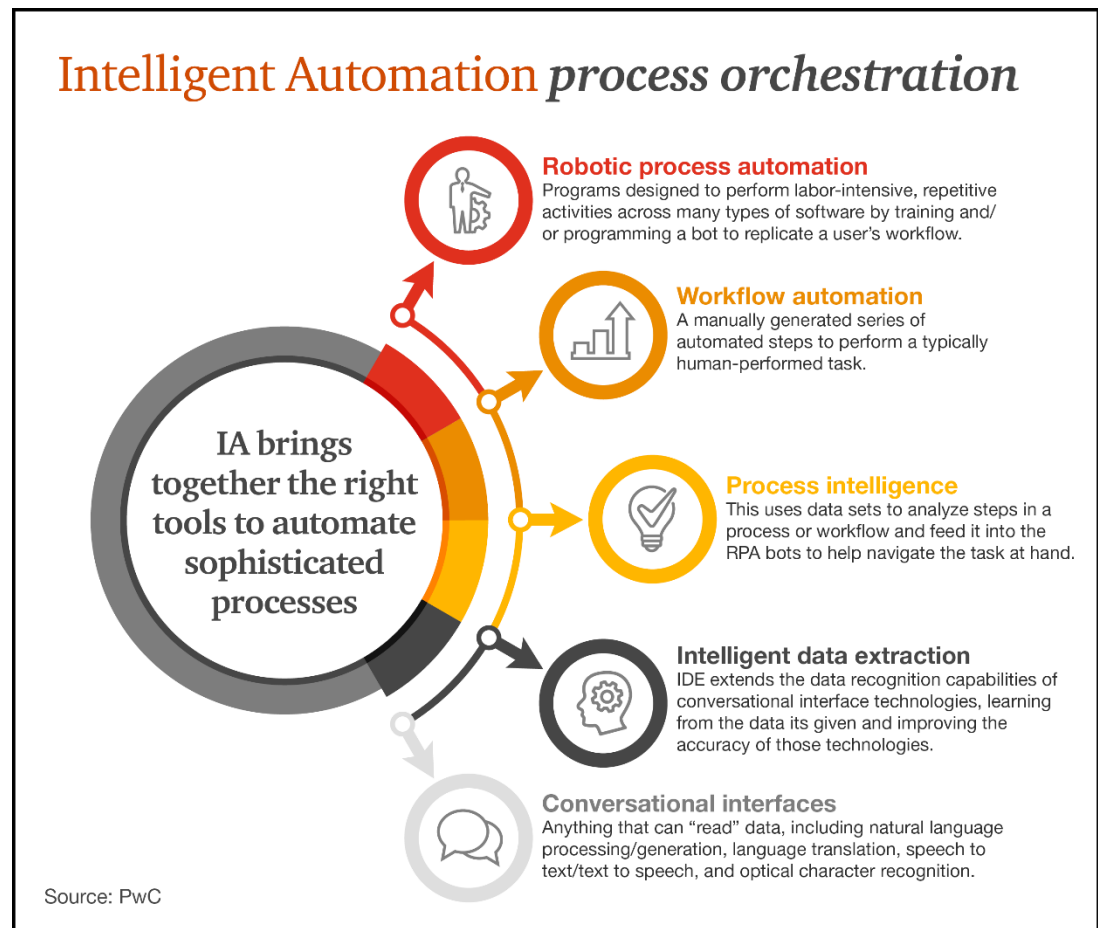 Intelligent Automation process orchestration
Robotic process automation
Programs designed to perform labor-intensive, repetitive
activities across many types of software by training and/
or programming a bot to replicate a user's workflow.
Workflow automation
A manually generated series of
automated steps to perform a typically
human-performed task.
IA brings
together the right
tools to automate
sophisticated
processes
Process intelligence
This uses data sets to analyze steps in a
process or workflow and feed it into the
RPA bots to help navigate the task at hand.
Intelligent data extraction
IDE extends the data recognition capabilities of
conversational interface technologies, learning
from the data its given and improving the
accuracy of those technologies.
Conversational interfaces
Anything that can “read” data, including natural language
processing/generation, language translation, speech to
text/text to speech, and optical character recognition.
Source: PwC